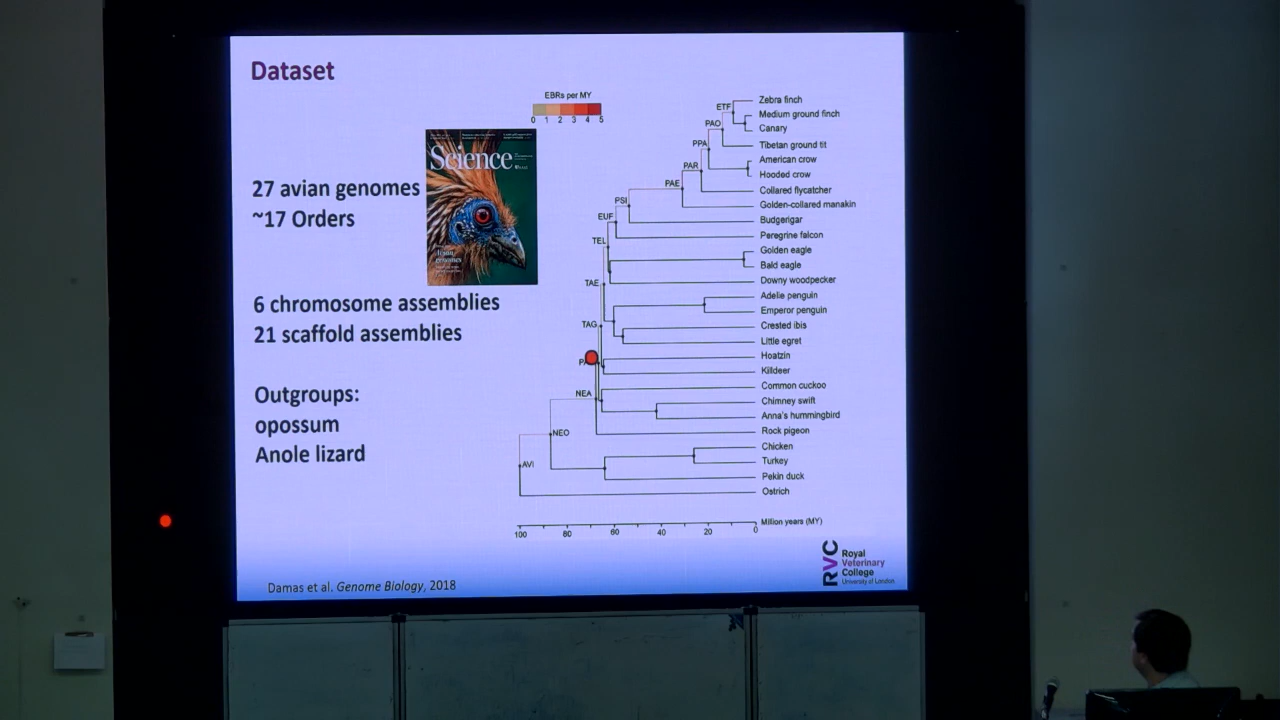 Dataset
27 avian genomes
~17 Orders
6 chromosome assemblies
21 scaffold assemblies
Outgroups:
opossum
Anole lizard
Damas et al. Genome Biology, 2018
Science
EBRs per MY
0 1 2 3 4 5
ETF
PAO
PPA
PAR
PAE
PSI
EUF
TEL
TAE
TAG
NEA
NEO
AVI
Zebra finch
Medium ground finch
Canary
Tibetan ground tit
American crow
Hooded crow
Collared flycatcher
Golden-collared manakin
Budgerigar
Peregrine falcon
Golden eagle
Bald eagle
Downy woodpecker
Adelie penguin
Emperor penguin
Crested ibis
Little egret
Hoatzin
Killdeer
Common cuckoo
Chimney swift
Anna's hummingbird
Rock pigeon
Chicken
Turkey
Pekin duck
Ostrich
100 80 60 40 20 0 Million years (MY)
RVC
Royal
Veterinary
College
University of London